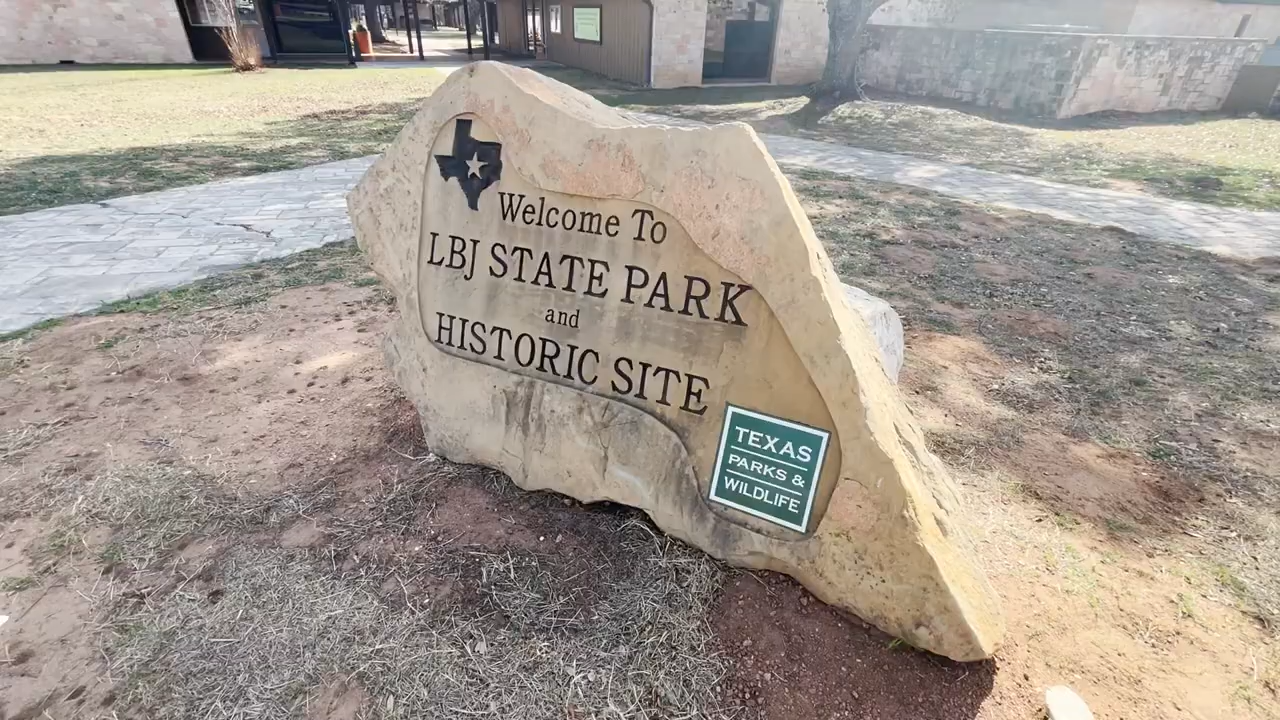 Welcome To
LBJ STATE PARK
and
HISTORIC SITE
TEXAS
PARKS &
WILDLIFE